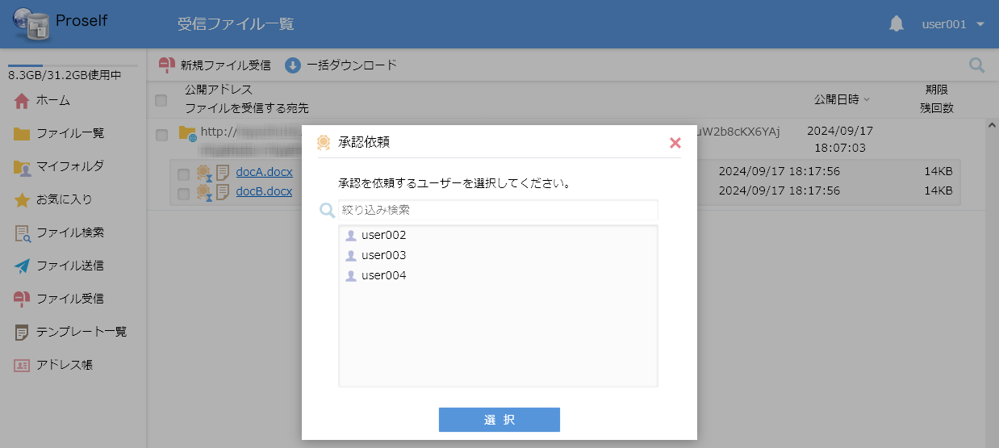 Proself
受信ファイル一覧
user001
8.3GB/31.2GB使用中
ホーム
ファイル一覧
マイフォルダ
お気に入り
ファイル検索
ファイル送信
ファイル受信
テンプレート一覧
アドレス帳
新規ファイル受信 一括ダウンロード
公開アドレス
ファイルを受信する宛先
公開日時
期限
残回数
http://
uW2b8cKX6YAj
2024/09/17
18:07:03
docA.docx 2024/09/17 18:17:56 14KB
docB.docx 2024/09/17 18:17:56 14KB
承認依頼
承認を依頼するユーザーを選択してください。
絞り込み検索
user002
user003
user004
選 択